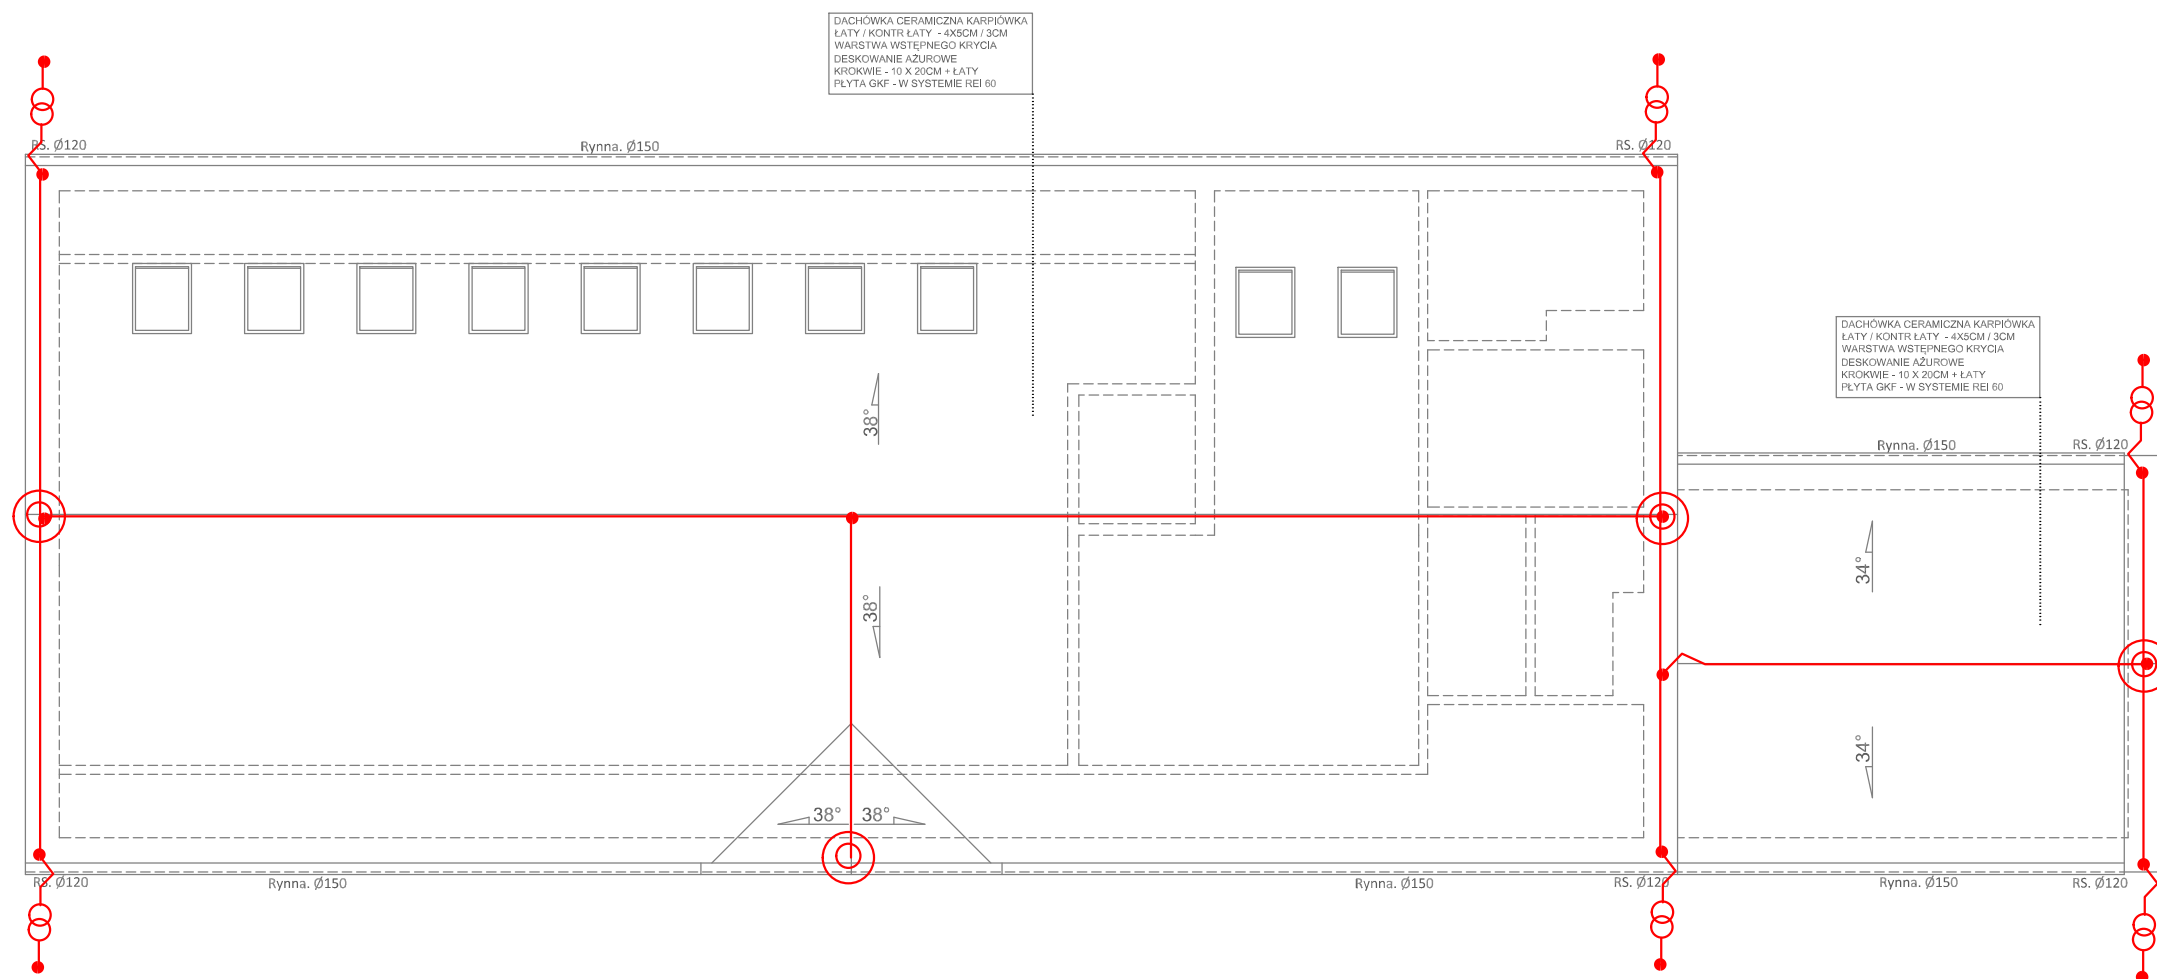 DACHÓWKA CERAMICZNA KARPIÓWKA
ŁATY / KONTR ŁATY - 4X5CM / 3CM
WARSTWA WSTĘPNEGO KRYCIA
DESKOWANIE AŻUROWE
KROKWIE - 10 X 20CM + ŁATY
PŁYTA GKF - W SYSTEMIE REI 60
RS. Ø120
Rynna. Ø150
RS. Ø120
DACHÓWKA CERAMICZNA KARPIÓWKA
ŁATY / KONTR ŁATY - 4X5CM / 3CM
WARSTWA WSTĘPNEGO KRYCIA
DESKOWANIE AŻUROWE
KROKWIE - 10 X 20CM + ŁATY
PŁYTA GKF - W SYSTEMIE REI 60
38°
Rynna. Ø150
RS. Ø120
34°
38°
34°
38°
38°
RS. Ø120
Rynna. Ø150
Rynna. Ø150
RS. Ø120
Rynna. Ø150
RS. Ø120